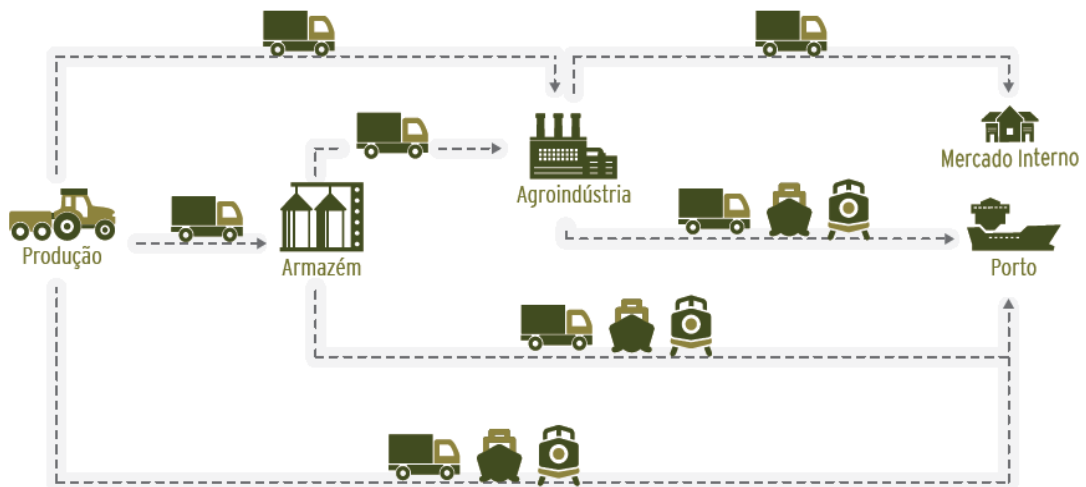 Mercado Interno
Agroindústria
Produção
Armazém
Porto